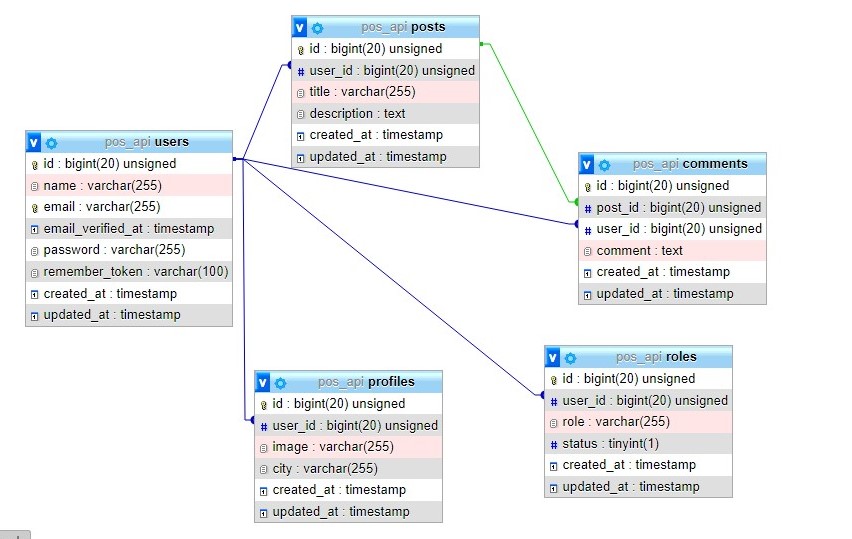 pos_api posts
id : bigint(20) unsigned
user_id : bigint(20) unsigned
title : varchar(255)
description : text
created_at : timestamp
updated_at : timestamp
pos_api users
id : bigint(20) unsigned
name : varchar(255)
email : varchar(255)
email_verified_at : timestamp
password : varchar(255)
remember_token : varchar(100)
created_at : timestamp
updated_at : timestamp
pos_api comments
id : bigint(20) unsigned
post_id : bigint(20) unsigned
user_id : bigint(20) unsigned
comment : text
created_at : timestamp
updated_at : timestamp
pos_api profiles
id : bigint(20) unsigned
user_id : bigint(20) unsigned
image : varchar(255)
city : varchar(255)
created_at : timestamp
updated_at : timestamp
pos_api roles
id : bigint(20) unsigned
user_id : bigint(20) unsigned
role : varchar(255)
status : tinyint(1)
created_at : timestamp
updated_at : timestamp